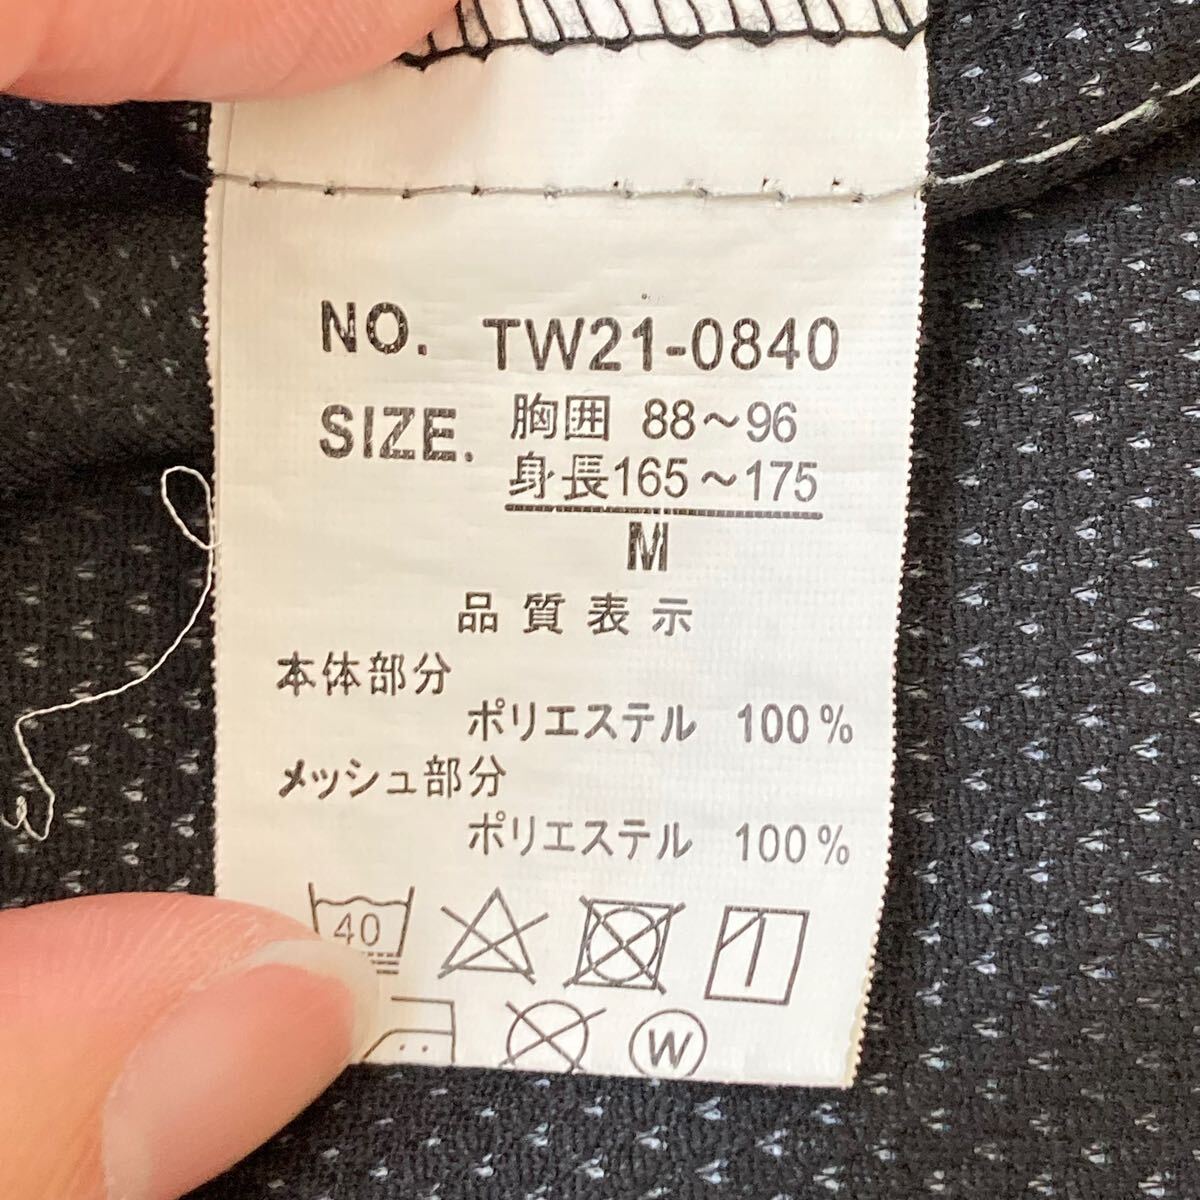 NO. TW21-0840
SIZE. 胸囲 88～96
身長165～175
M
品質表示
本体部分
ポリエステル 100%
メッシュ部分
ポリエステル 100%
40
W